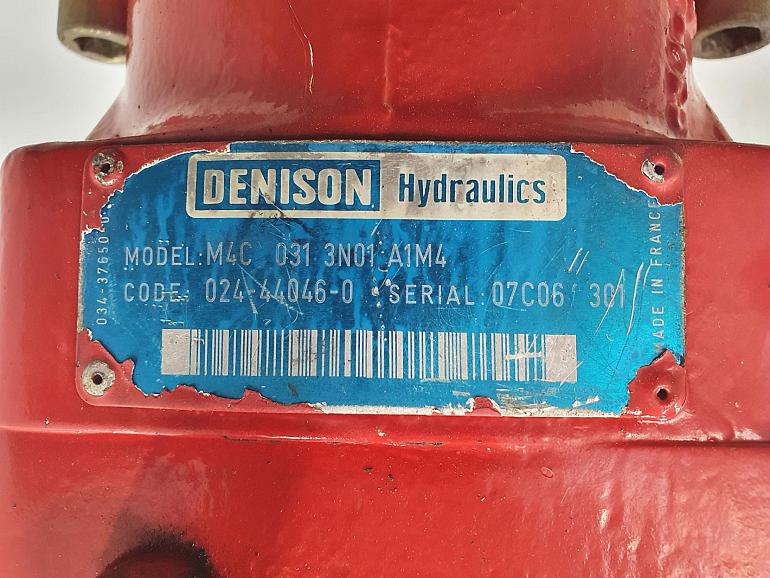 DENISON Hydraulics
MODEL: M4C 031 3N01 A1M4
CODE: 024-44046-0 SERIAL: 07C06 301
034-37650
MADE IN FRANCE